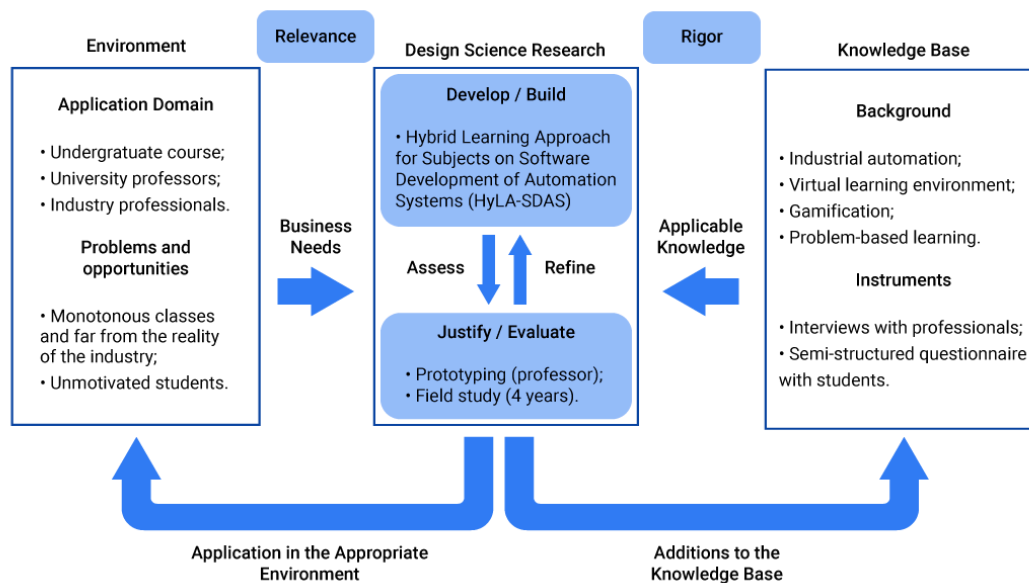 Environment
Relevance
Design Science Research
Rigor
Knowledge Base
Application Domain
• Undergratuate course;
• University professors;
• Industry professionals.
Problems and
opportunities
• Monotonous classes
and far from the reality
of the industry;
• Unmotivated students.
Business
Needs
Develop / Build
• Hybrid Learning Approach
for Subjects on Software
Development of Automation
Systems (HyLA-SDAS)
Assess
Refine
Justify / Evaluate
• Prototyping (professor);
• Field study (4 years).
Applicable
Knowledge
Background
• Industrial automation;
• Virtual learning environment;
• Gamification;
• Problem-based learning.
Instruments
• Interviews with professionals;
• Semi-structured questionnaire
with students.
Application in the Appropriate
Environment
Additions to the
Knowledge Base